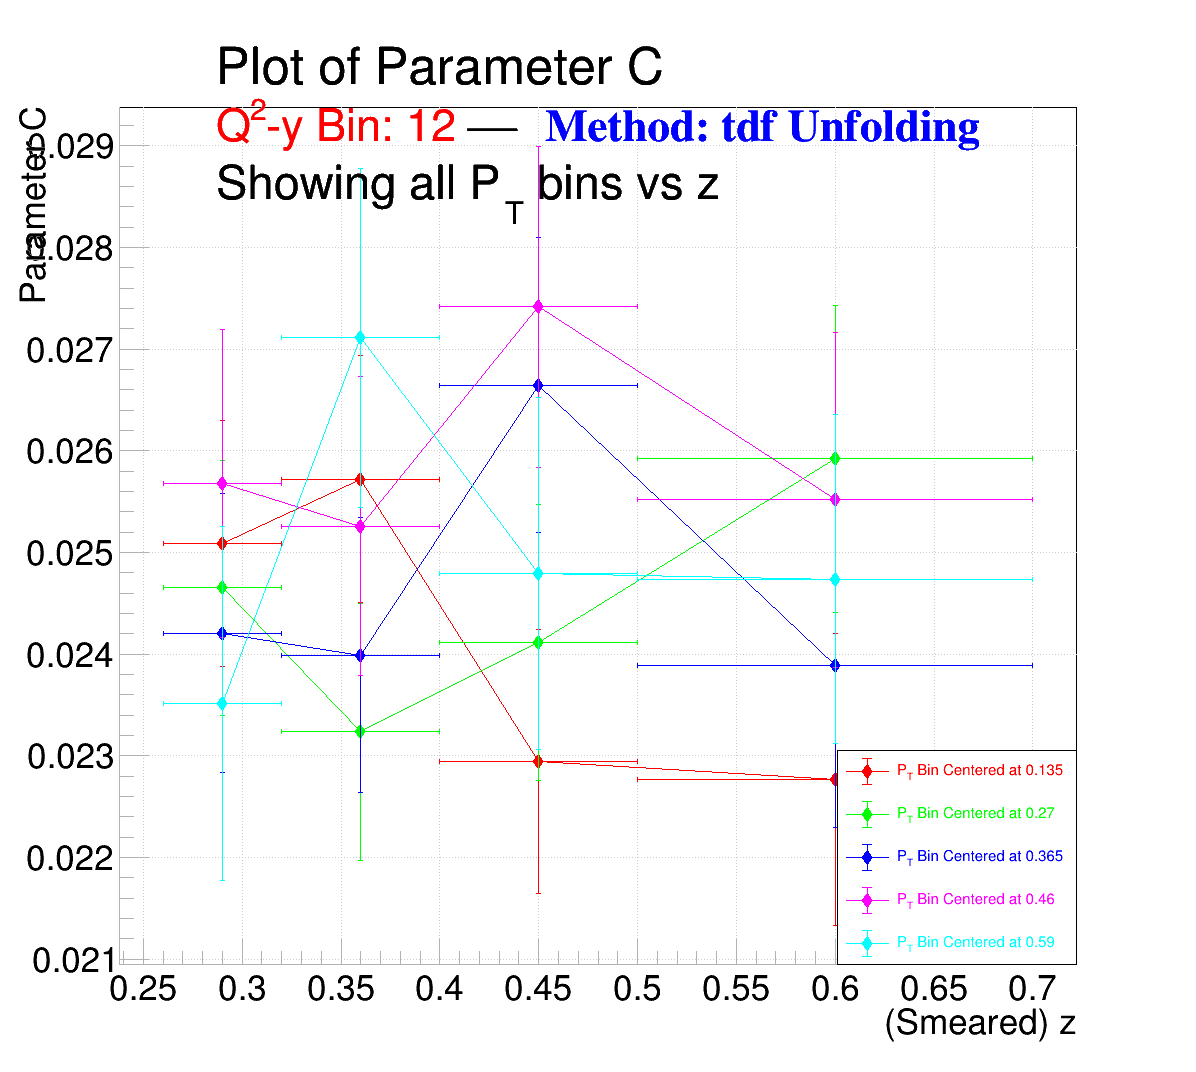 Plot of Parameter C
Q2-y Bin: 12 — Method: tdf Unfolding
Showing all PT bins vs z
Parameter C
0.029
0.028
0.027
0.026
0.025
0.024
0.023
0.022
0.021
PT Bin Centered at 0.135
PT Bin Centered at 0.27
PT Bin Centered at 0.365
PT Bin Centered at 0.46
PT Bin Centered at 0.59
0.25 0.3 0.35 0.4 0.45 0.5 0.55 0.6 0.65 0.7
(Smeared) z